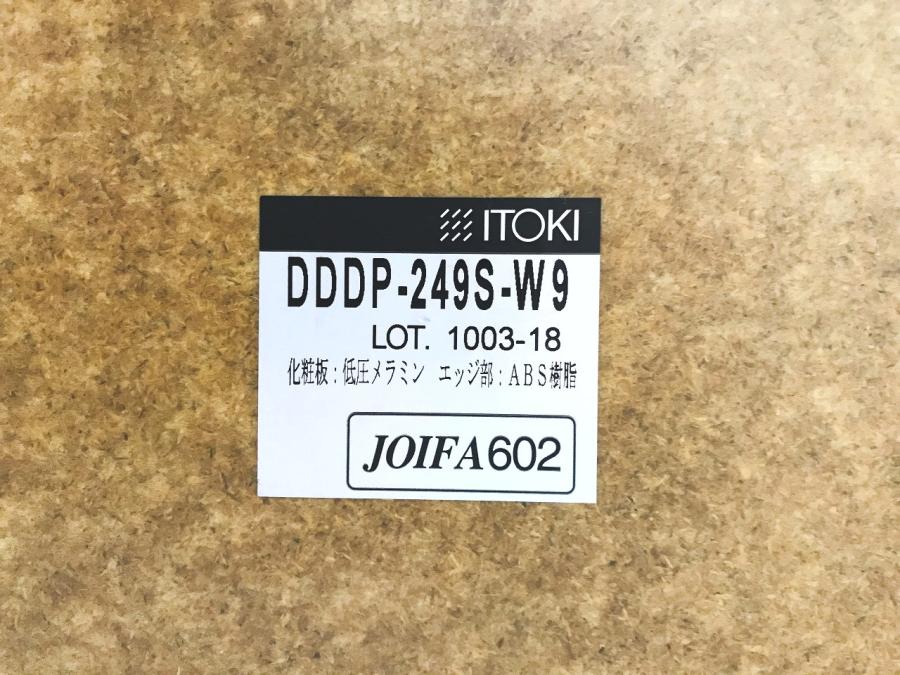 ITOKI
DDDP-249S-W9
LOT. 1003-18
化粧板：低圧メラミン エッジ部：ABS樹脂
JOIFA602